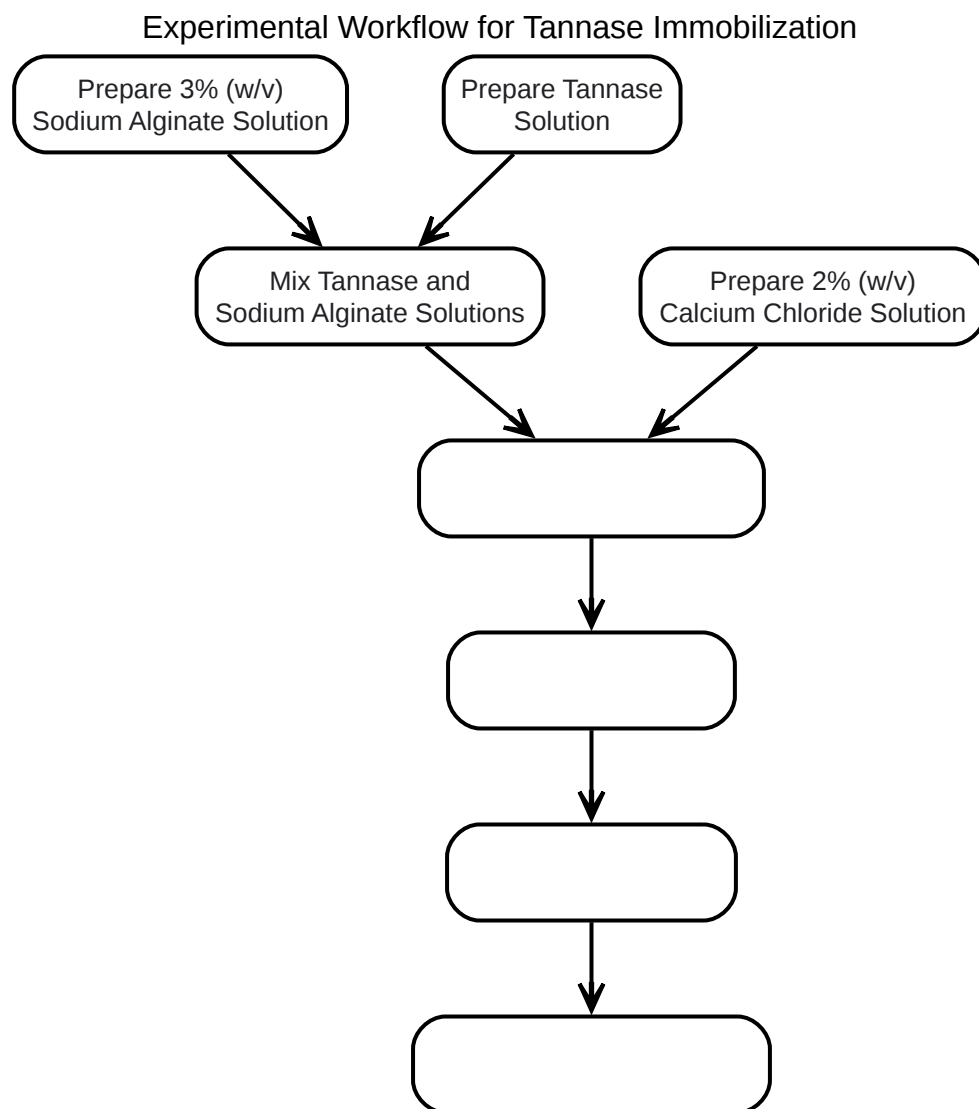 Experimental Workflow for Tannase Immobilization
Prepare 3% (w/v)
Sodium Alginate Solution
Prepare Tannase
Solution
Mix Tannase and
Sodium Alginate Solutions
Prepare 2% (w/v)
Calcium Chloride Solution